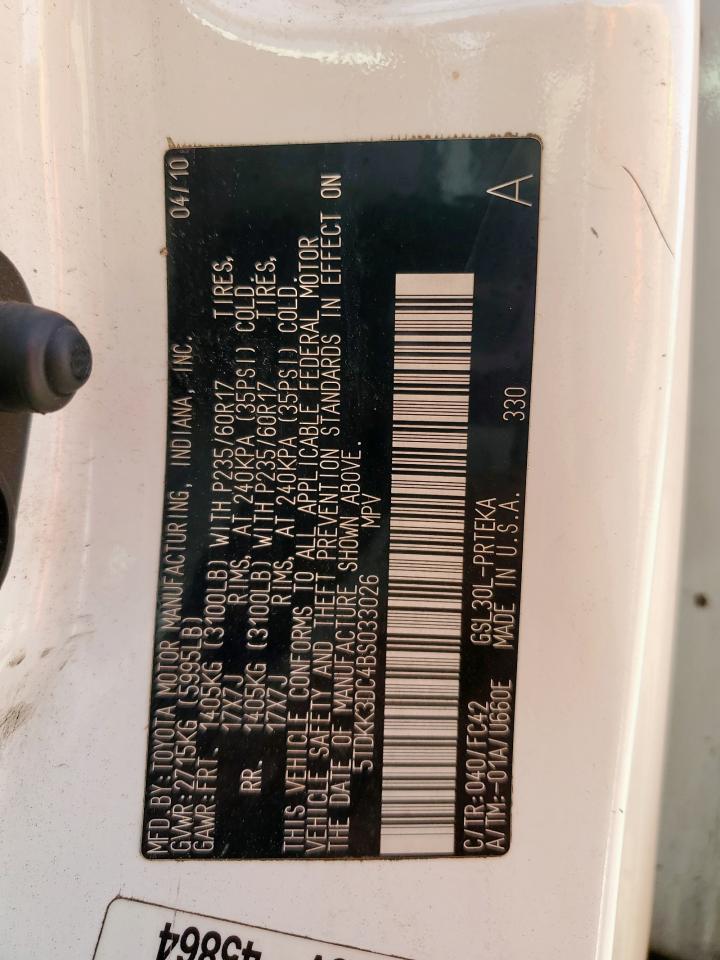 MFD. BY: TOYOTA MOTOR MANUFACTURING, INDIANA, INC. 04/10
GVWR: 2715KG (5995LB)
GAWR: FRT. 1405KG (3100LB) WITH P235/60R17 TIRES,
17X7J RIMS, AT 240KPA (35PSI) COLD
RR. 1405KG (3100LB) WITH P235/60R17 TIRES,
17X7J RIMS, AT 240KPA (35PSI) COLD.
THIS VEHICLE CONFORMS TO ALL APPLICABLE FEDERAL MOTOR
VEHICLE SAFETY AND THEFT PREVENTION STANDARDS IN EFFECT ON
THE DATE OF MANUFACTURE SHOWN ABOVE.
5TDKK3DC4BS033026 MPV
C/TR: 040/FC42 GSL30L-PRTEKA 330 A
A/TM:-01A/U660E MADE IN U.S.A.
45864